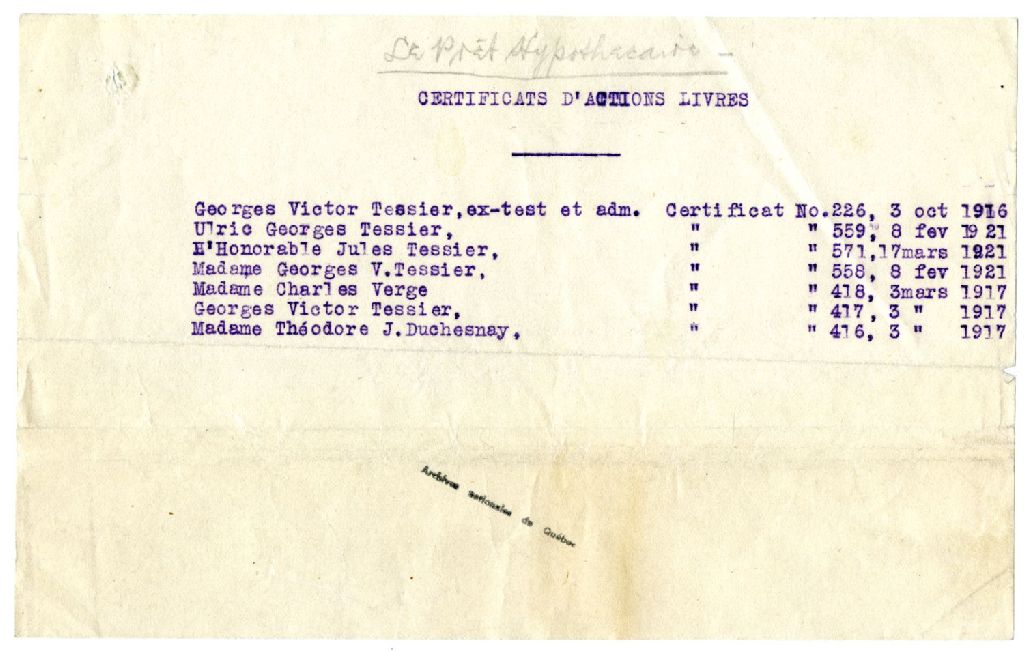 Le Prêt Hypothécaire -
CERTIFICATS D'ACTIONS LIVRES
Georges Victor Tessier,ex-test et adm. Certificat No.226, 3 oct 1916
Ulric Georges Tessier, " " 559, 8 fev 1921
E'Honorable Jules Tessier, " " 571,17mars 1921
Madame Georges V.Tessier, " " 558, 8 fev 1921
Madame Charles Verge " " 418, 3mars 1917
Georges Victor Tessier, " " 417, 3 " 1917
Madame Théodore J.Duchesnay, " " 416, 3 " 1917
Archives nationales du Québec